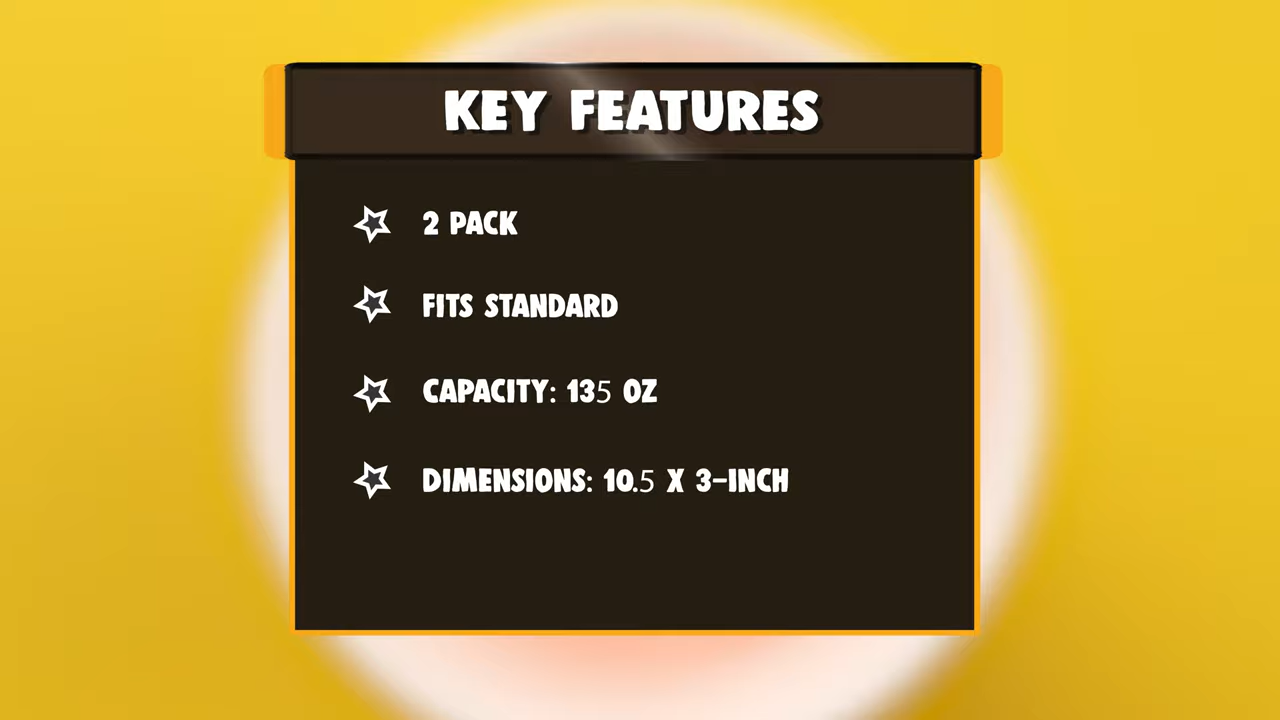 KEY FEATURES
2 PACK
FITS STANDARD
CAPACITY: 135 OZ
DIMENSIONS: 10.5 X 3-INCH